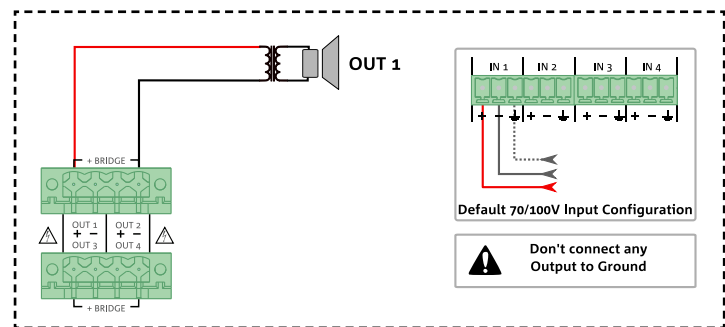 OUT 1
IN 1 IN 2 IN 3 IN 4
+ - + - + - + -
Default 70/100V Input Configuration
+ BRIDGE
OUT 1 OUT 2
+ - + -
OUT 3 OUT 4
+ BRIDGE
Don't connect any
Output to Ground